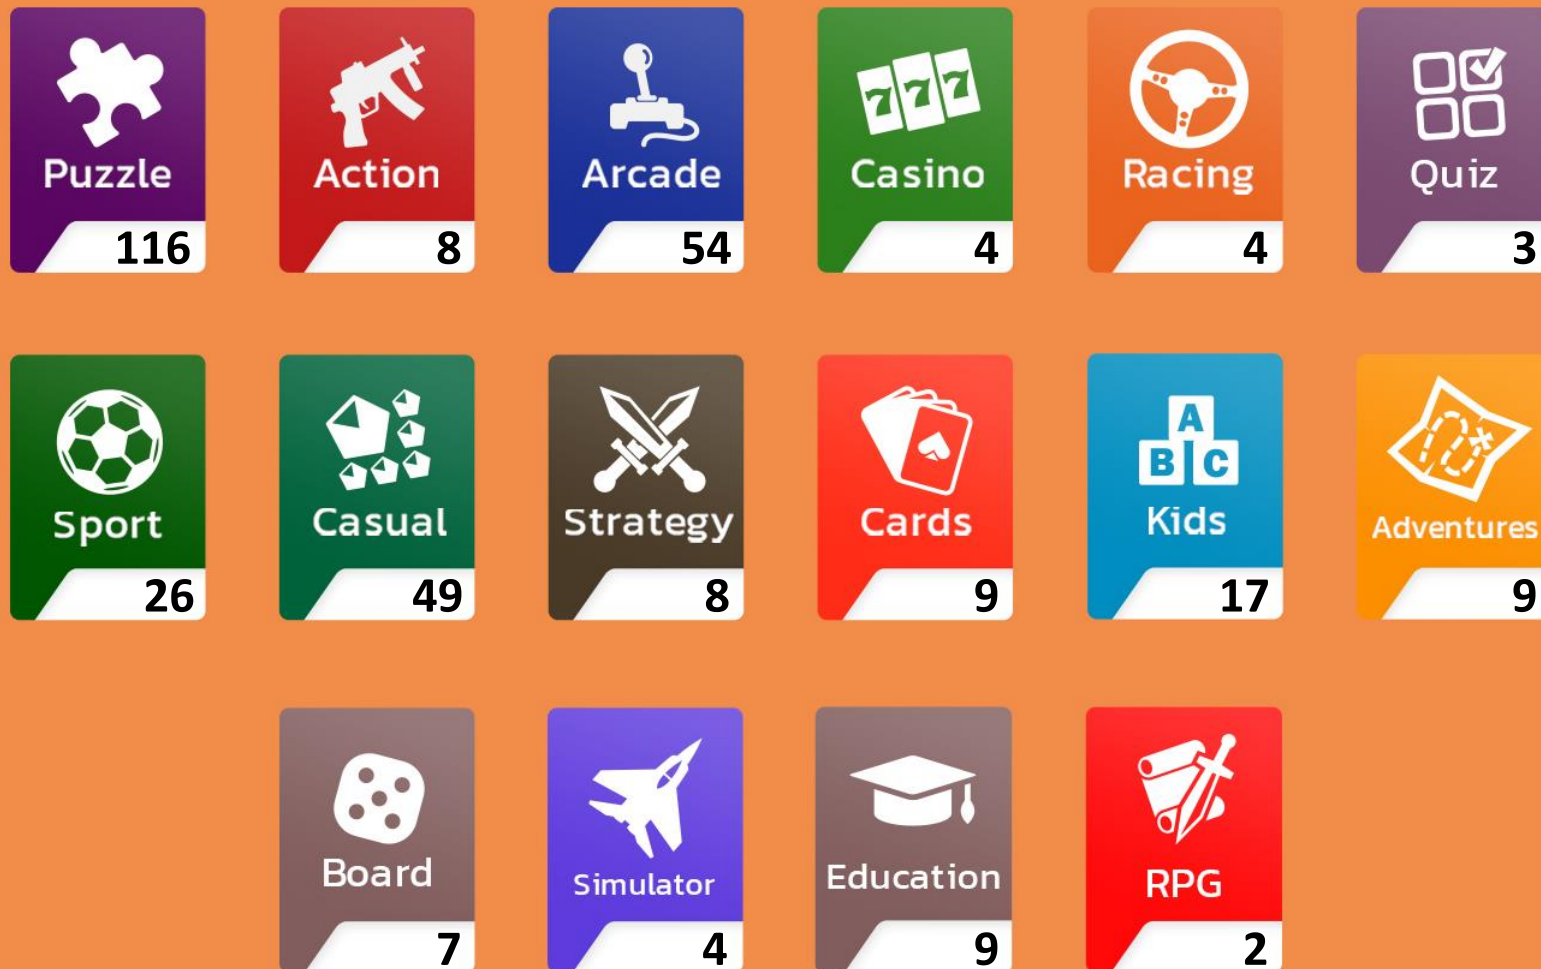 777
Puzzle Action Arcade Casino Racing Quiz
116 8 54 4 4 3
A
B C
Sport Casual Strategy Cards Kids Adventures
26 49 8 9 17 9
Board Simulator Education RPG
7 4 9 2